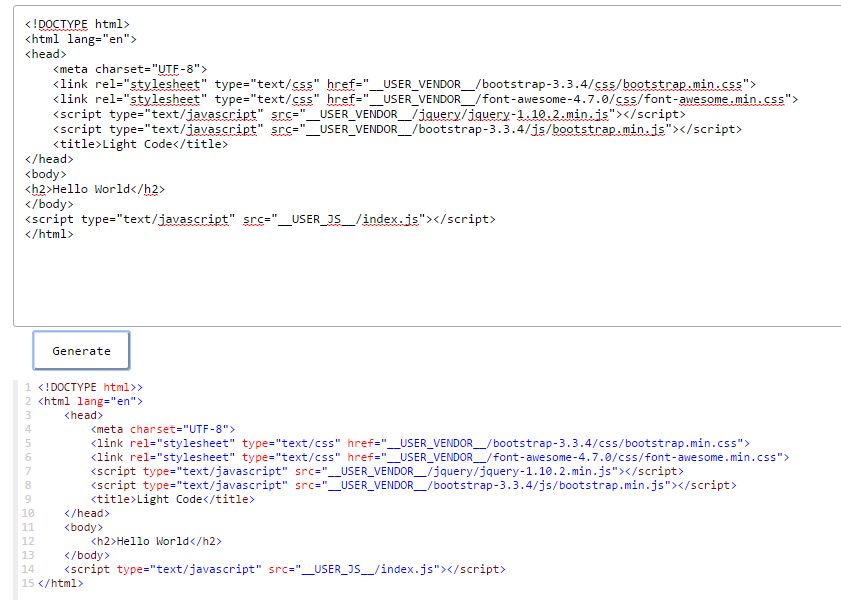 <!DOCTYPE html>
<html lang="en">
<head>
    <meta charset="UTF-8">
    <link rel="stylesheet" type="text/css" href="__USER_VENDOR__/bootstrap-3.3.4/css/bootstrap.min.css">
    <link rel="stylesheet" type="text/css" href="__USER_VENDOR__/font-awesome-4.7.0/css/font-awesome.min.css">
    <script type="text/javascript" src="__USER_VENDOR__/jquery/jquery-1.10.2.min.js"></script>
    <script type="text/javascript" src="__USER_VENDOR__/bootstrap-3.3.4/js/bootstrap.min.js"></script>
    <title>Light Code</title>
</head>
<body>
<h2>Hello World</h2>
</body>
<script type="text/javascript" src="__USER_JS__/index.js"></script>
</html>
Generate
1 <!DOCTYPE html>>
2 <html lang="en">
3     <head>
4         <meta charset="UTF-8">
5         <link rel="stylesheet" type="text/css" href="__USER_VENDOR__/bootstrap-3.3.4/css/bootstrap.min.css">
6         <link rel="stylesheet" type="text/css" href="__USER_VENDOR__/font-awesome-4.7.0/css/font-awesome.min.css">
7         <script type="text/javascript" src="__USER_VENDOR__/jquery/jquery-1.10.2.min.js"></script>
8         <script type="text/javascript" src="__USER_VENDOR__/bootstrap-3.3.4/js/bootstrap.min.js"></script>
9         <title>Light Code</title>
10     </head>
11     <body>
12         <h2>Hello World</h2>
13     </body>
14     <script type="text/javascript" src="__USER_JS__/index.js"></script>
15 </html>